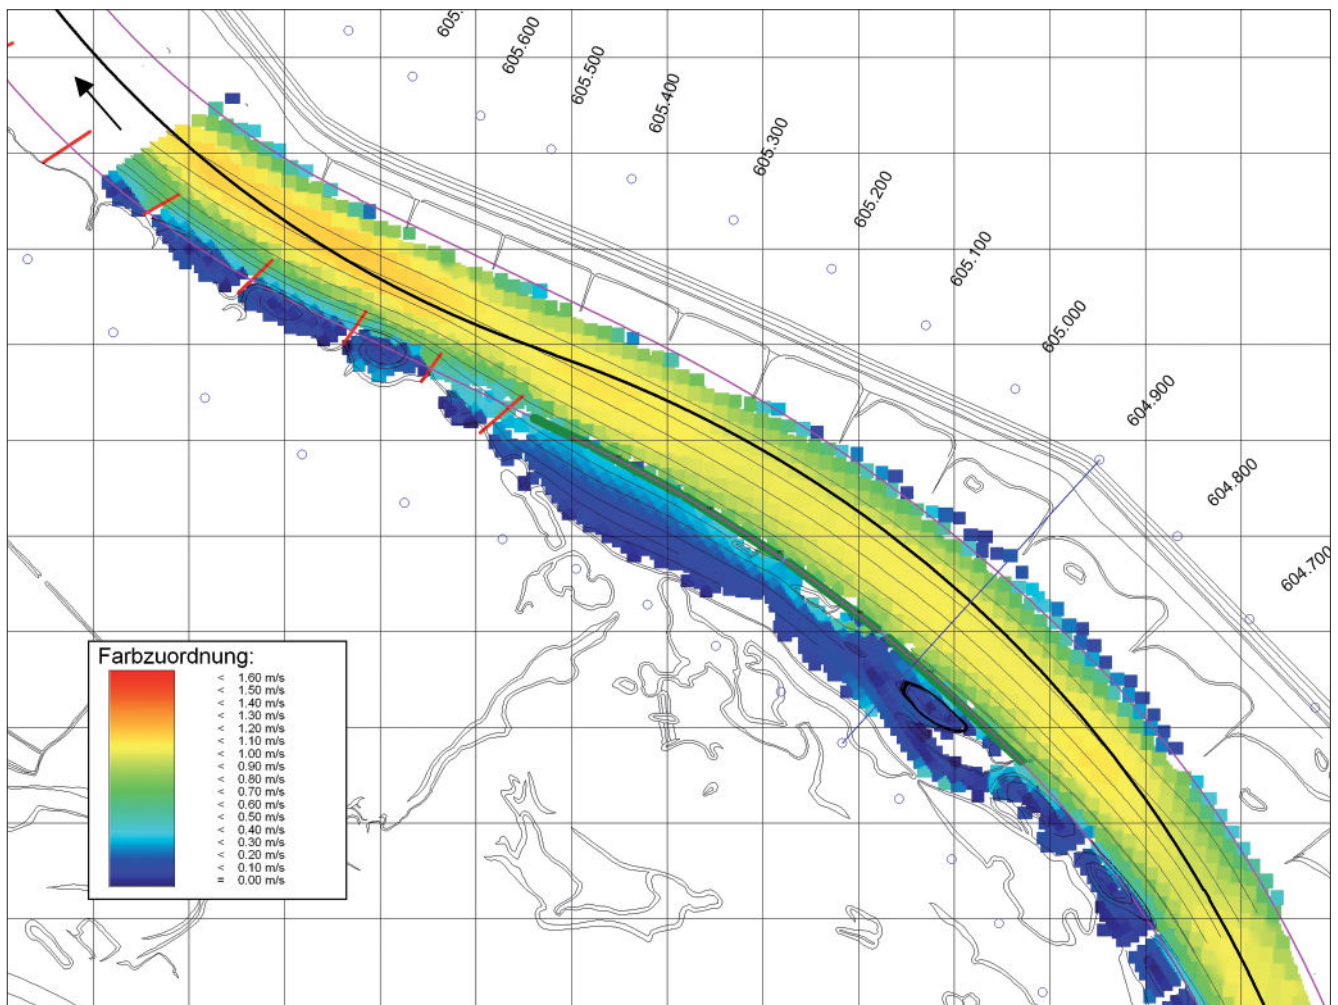 605.600
605.500
605.400
605.300
605.200
605.100
605.000
604.900
604.800
604.700
Farbzuordnung:
< 1.60 m/s
< 1.50 m/s
< 1.40 m/s
< 1.30 m/s
< 1.20 m/s
< 1.10 m/s
< 1.00 m/s
< 0.90 m/s
< 0.80 m/s
< 0.70 m/s
< 0.60 m/s
< 0.50 m/s
< 0.40 m/s
< 0.30 m/s
< 0.20 m/s
< 0.10 m/s
= 0.00 m/s